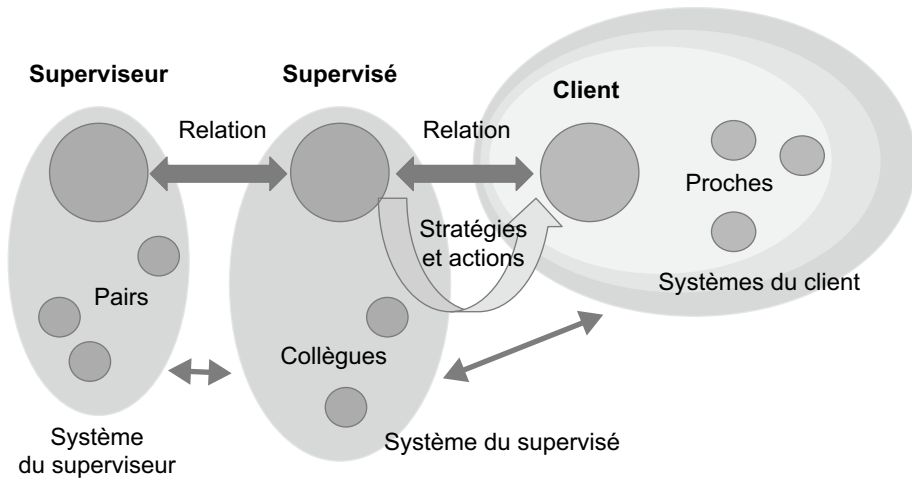 Superviseur
Supervisé
Client
Relation
Relation
Proches
Stratégies
et actions
Systèmes du client
Pairs
Collègues
Système
du superviseur
Système du supervisé